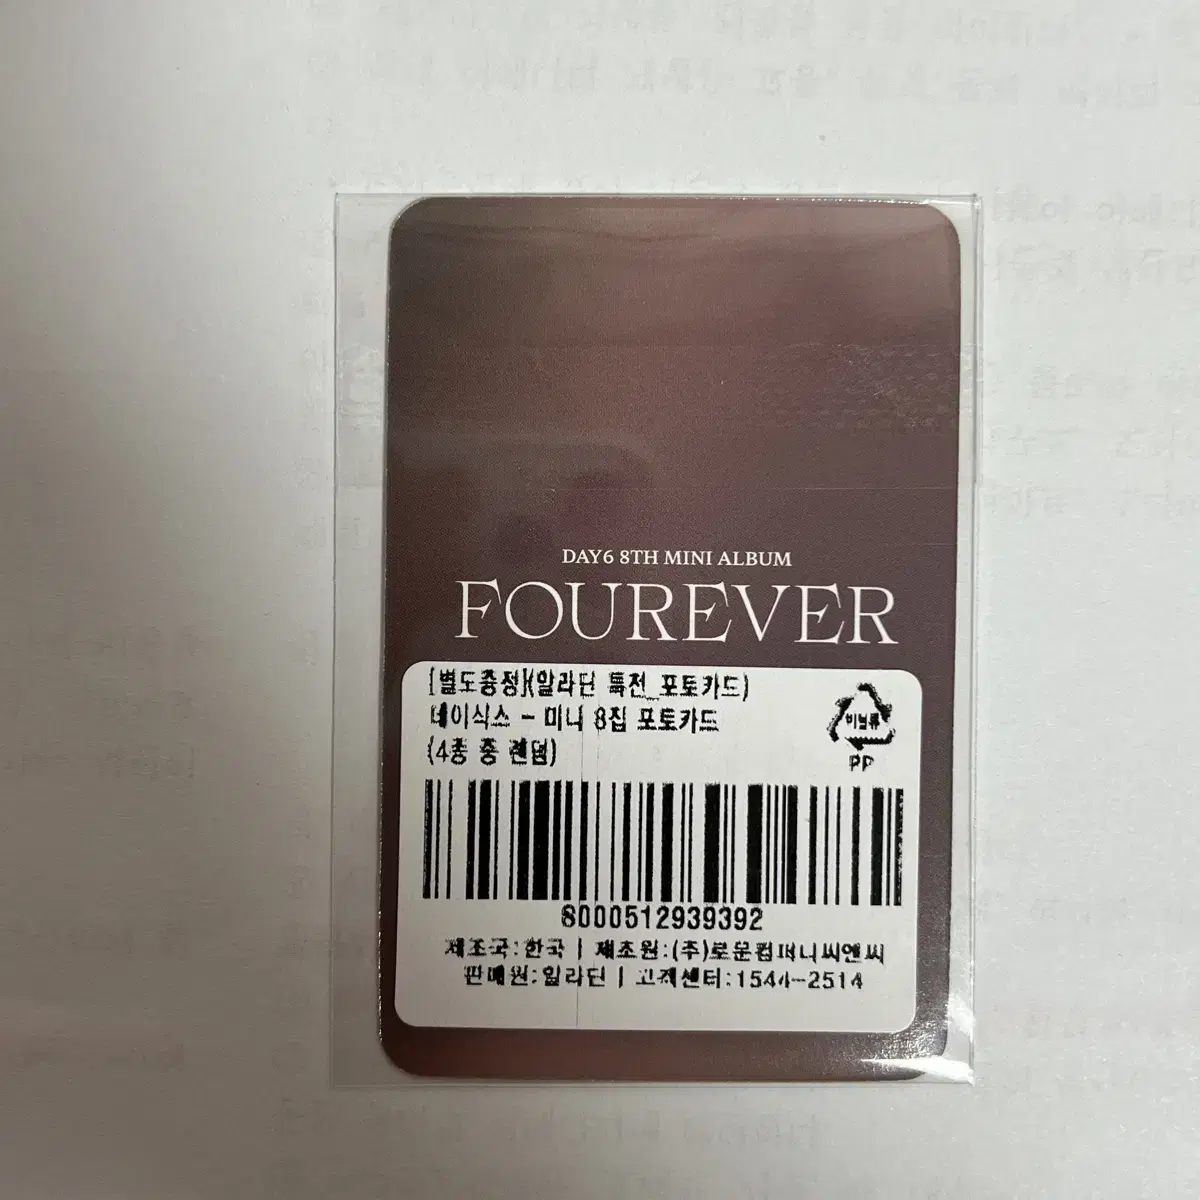 DAY6 8TH MINI ALBUM
FOUREVER
[별도증정](알라딘 특전_포토카드)
데이식스 - 미니 8집 포토카드
(4종 중 랜덤)
비닐류
PP
8000512939392
제조국:한국 | 제조원:(주)로운컴퍼니씨앤씨
판매원:알라딘 | 고객센터:1544-2514